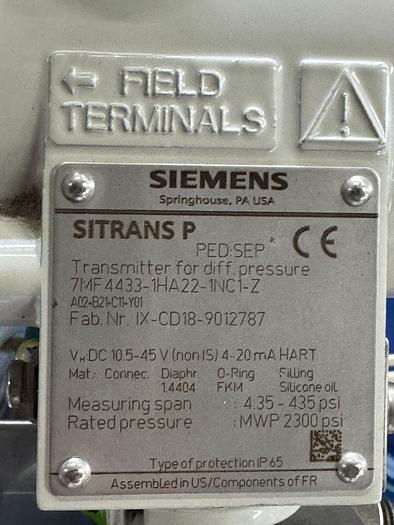 ← FIELD
TERMINALS
SIEMENS
Springhouse, PA USA
SITRANS P
PED:SEP CE
Transmitter for diff. pressure
7MF4433-1HA22-1NC1-Z
A02+B21+C11+Y01
Fab. Nr. IX-CD18-9012787
VH:DC 10.5-45 V (non IS) 4-20 mA HART
Mat.: Connec. Diaphr O-Ring Filling
1.4404 FKM Silicone oil
Measuring span : 4.35 - 435 psi
Rated pressure : MWP 2300 psi
Type of protection IP 65
Assembled in US/Components of FR